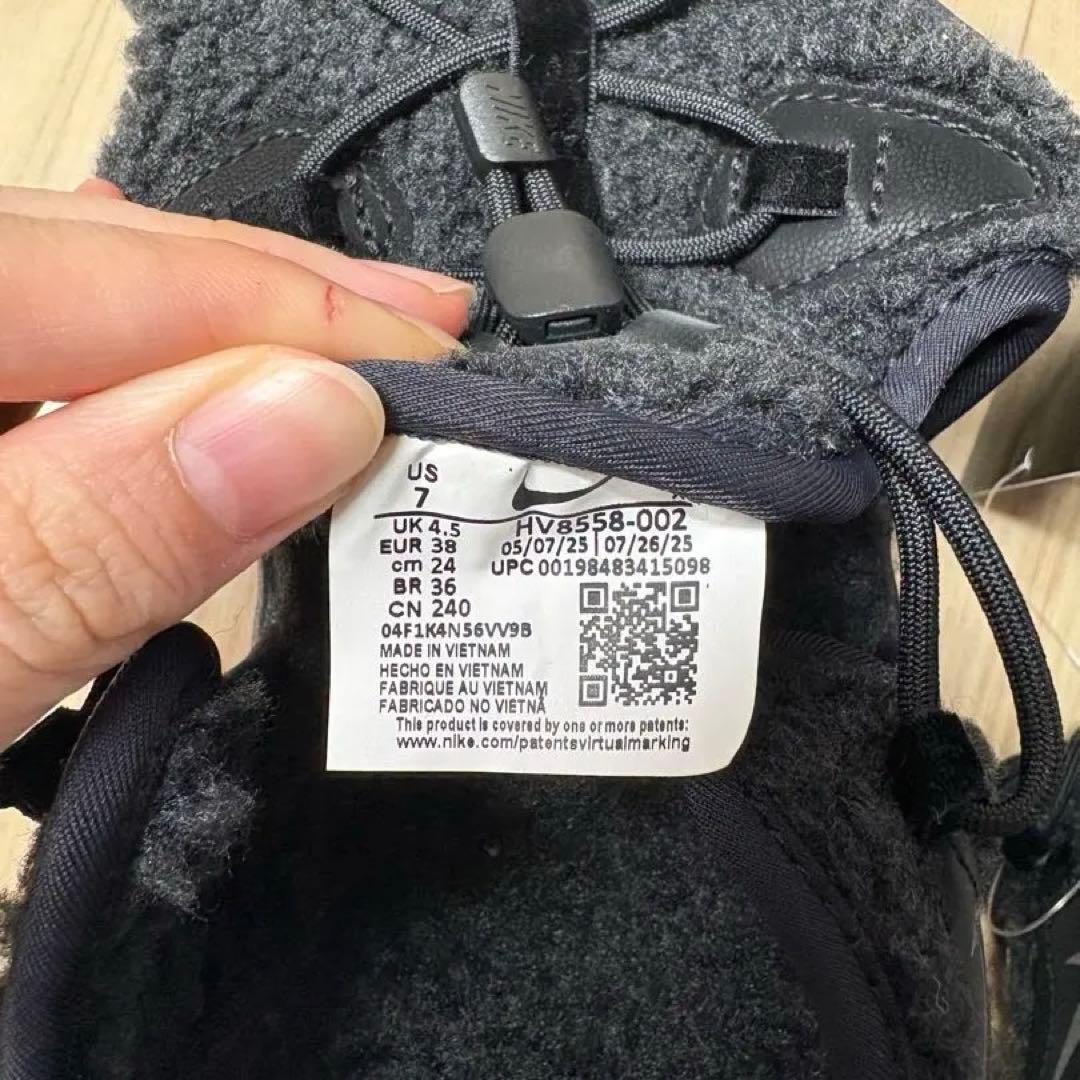 NIKE
US
7
UK 4.5
EUR 38
cm 24
BR 36
CN 240
HV8558-002
05/07/25 | 07/26/25
UPC 00198483415098
04F1K4N56VV9B
MADE IN VIETNAM
HECHO EN VIETNAM
FABRIQUE AU VIETNAM
FABRICADO NO VIETNÃ
This product is covered by one or more patents:
www.nike.com/patentsvirtualmarking